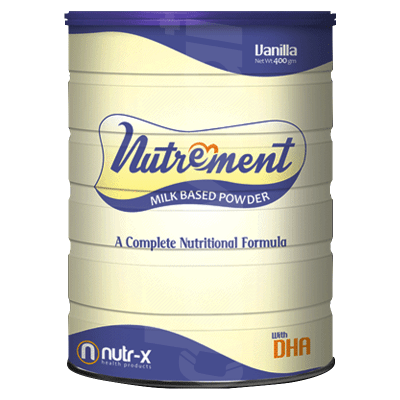 Vanilla
Net Wt 400 gm
Nutrement
MILK BASED POWDER
A Complete Nutritional Formula
n nutr-x
health products
With
DHA